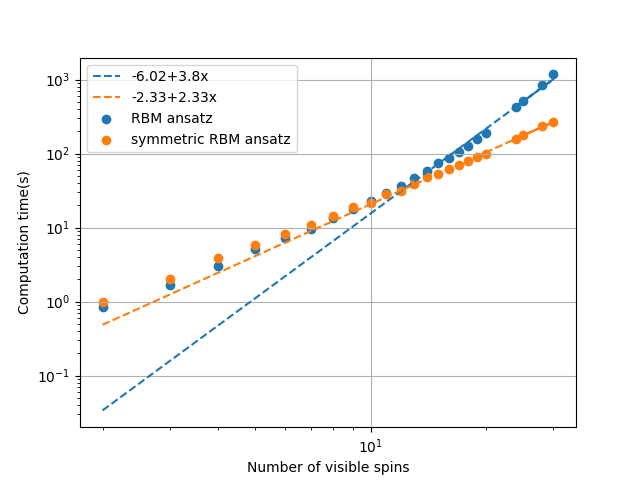 -6.02+3.8x
-2.33+2.33x
RBM ansatz
symmetric RBM ansatz
10³
10²
10¹
10⁰
10⁻¹
Computation time(s)
10¹
Number of visible spins